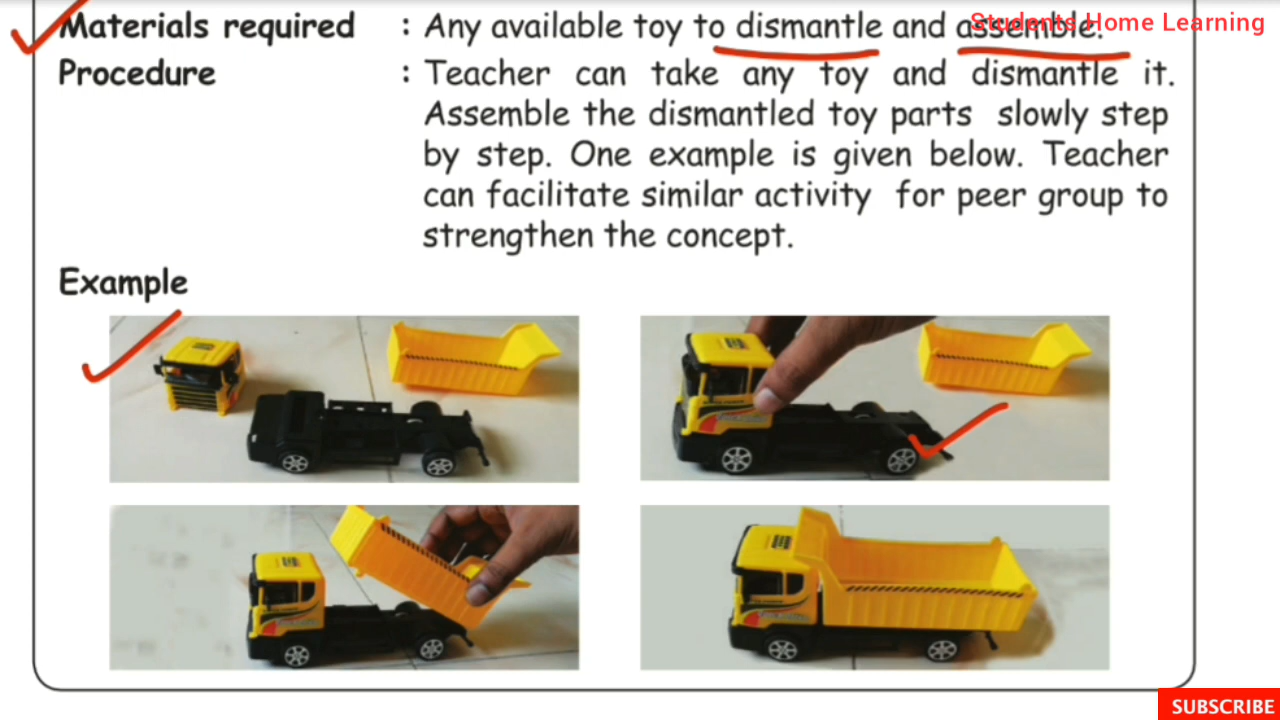 Students Home Learning
Materials required : Any available toy to dismantle and assemble.
Procedure : Teacher can take any toy and dismantle it.
Assemble the dismantled toy parts slowly step
by step. One example is given below. Teacher
can facilitate similar activity for peer group to
strengthen the concept.
Example
SUBSCRIBE